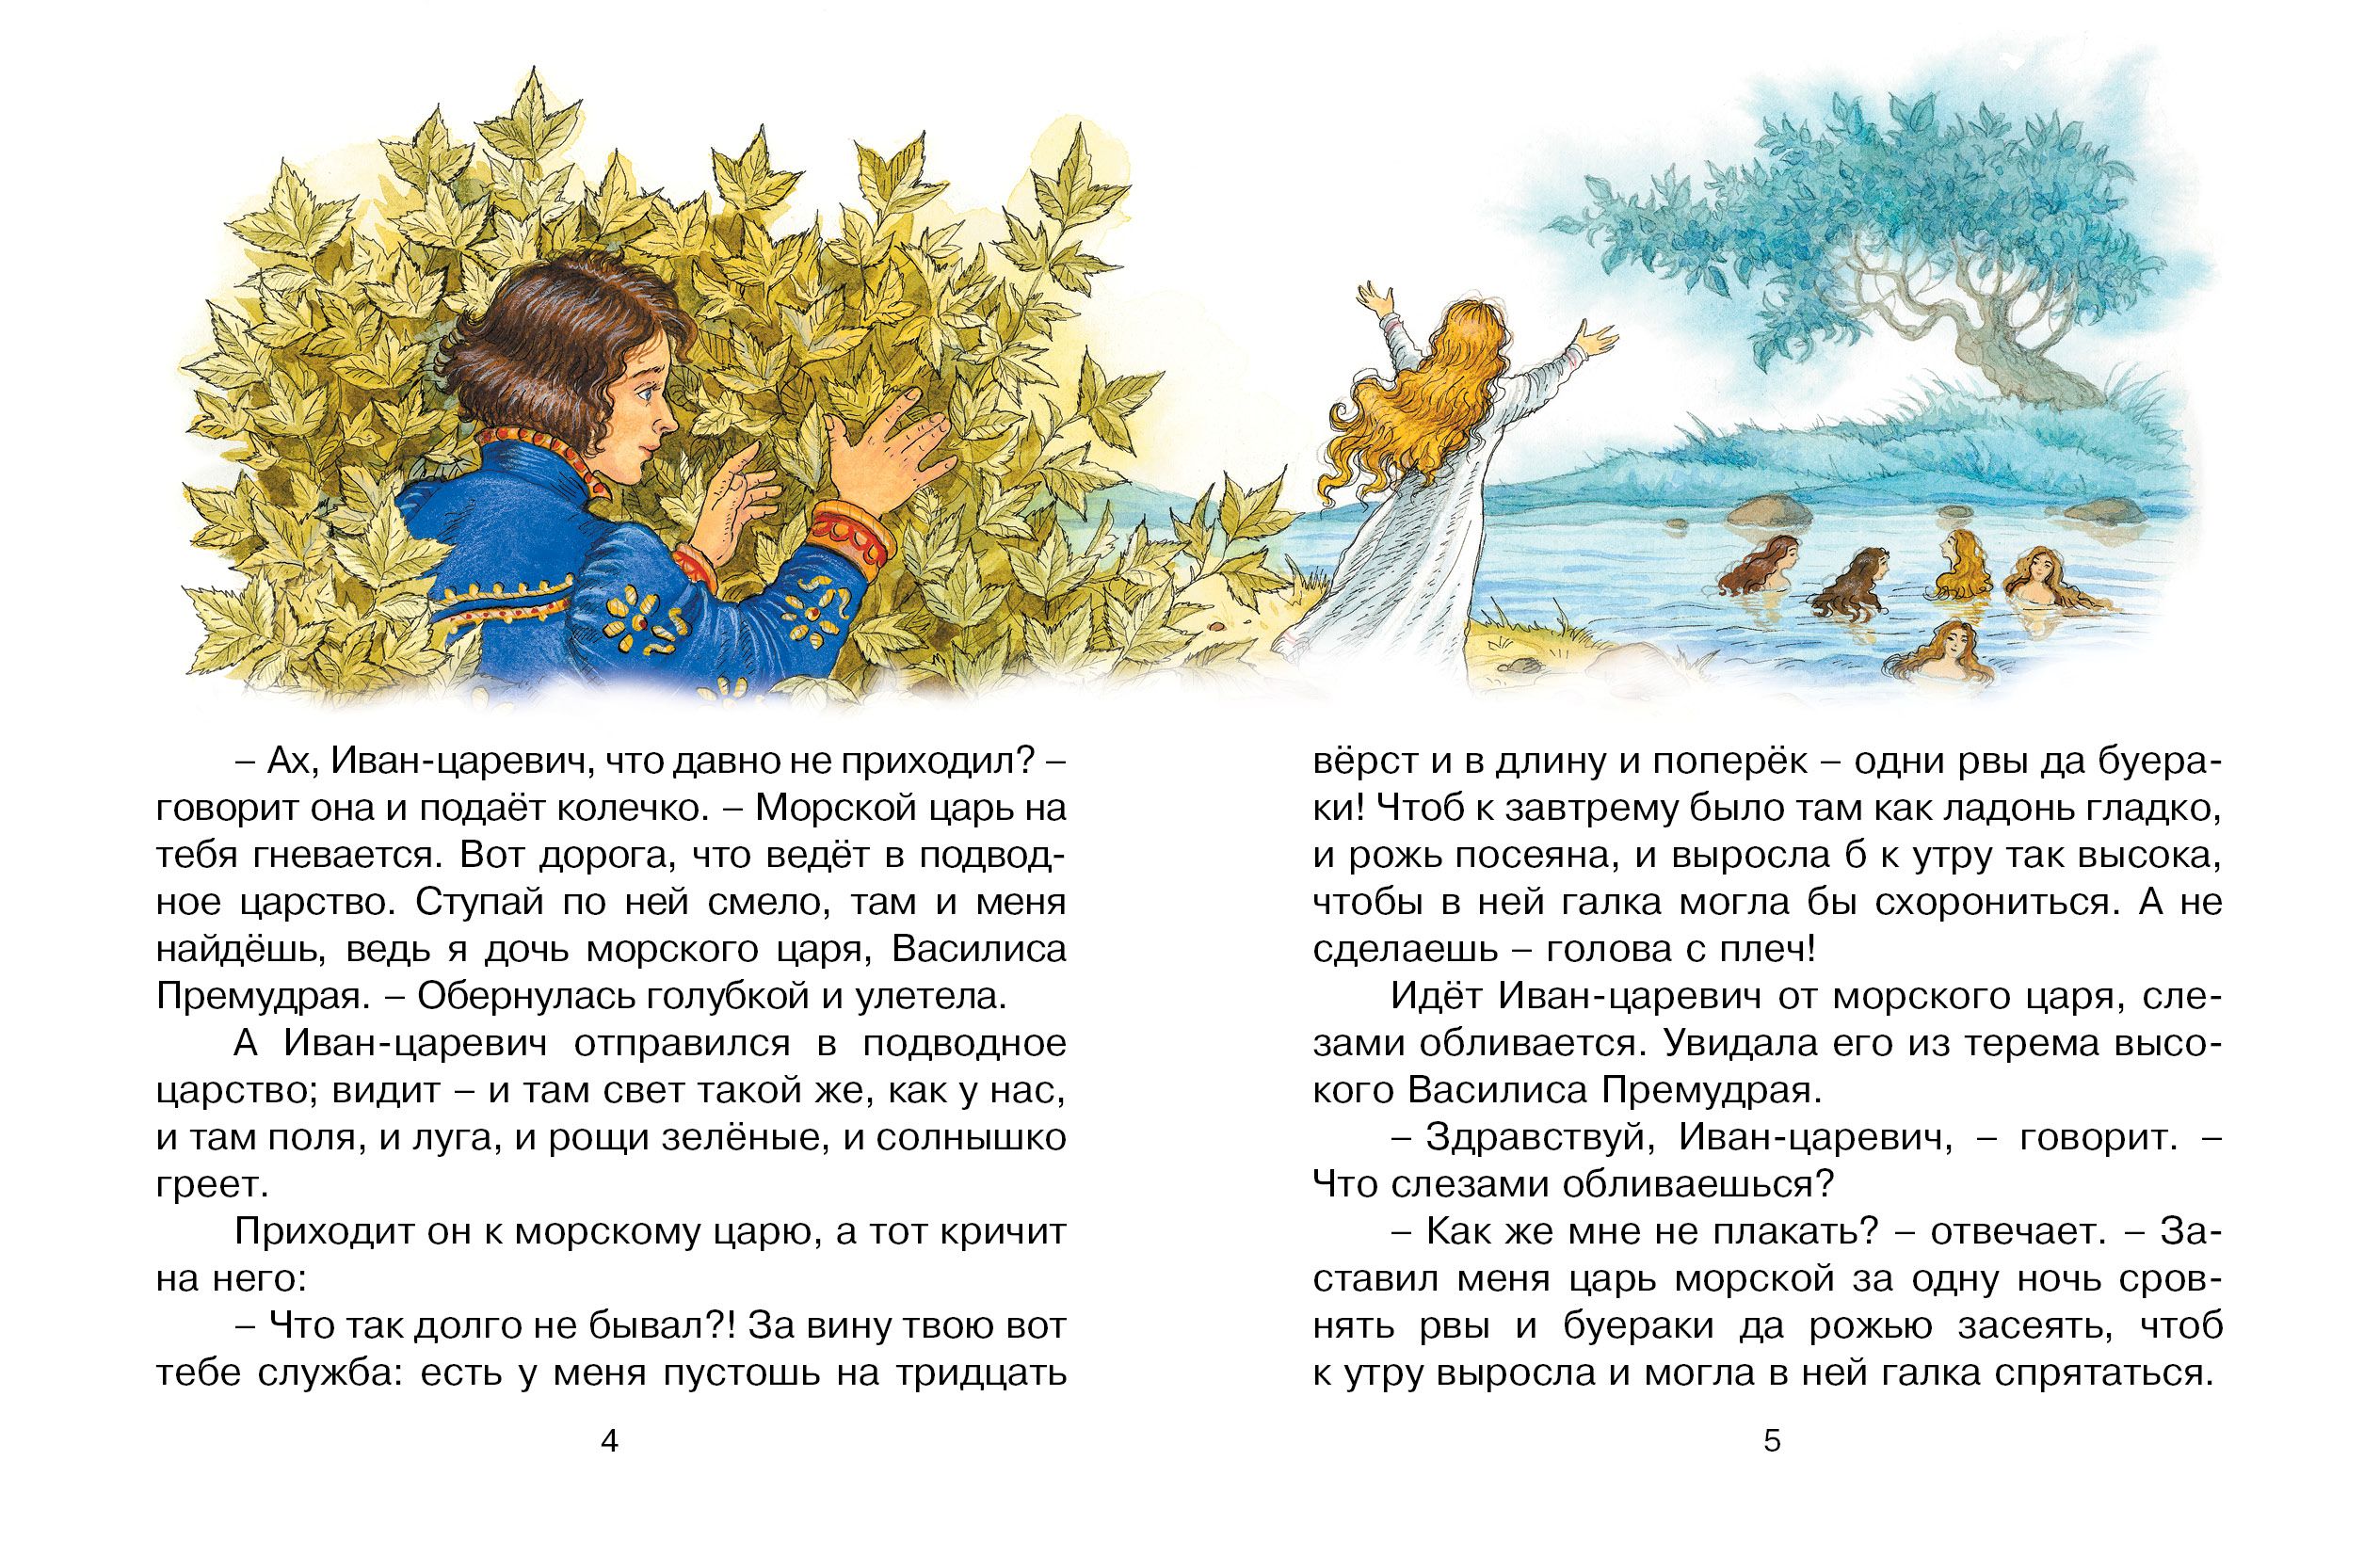 – Ах, Иван-царевич, что давно не приходил? –
говорит она и подаёт колечко. – Морской царь на
тебя гневается. Вот дорога, что ведёт в подвод-
ное царство. Ступай по ней смело, там и меня
найдёшь, ведь я дочь морского царя, Василиса
Премудрая. – Обернулась голубкой и улетела.
А Иван-царевич отправился в подводное
царство; видит – и там свет такой же, как у нас,
и там поля, и луга, и рощи зелёные, и солнышко
греет.
Приходит он к морскому царю, а тот кричит
на него:
– Что так долго не бывал?! За вину твою вот
тебе служба: есть у меня пустошь на тридцать
4
вёрст и в длину и поперёк – одни рвы да буера-
ки! Чтоб к завтрему было там как ладонь гладко,
и рожь посеяна, и выросла б к утру так высока,
чтобы в ней галка могла бы схорониться. А не
сделаешь – голова с плеч!
Идёт Иван-царевич от морского царя, сле-
зами обливается. Увидала его из терема высо-
кого Василиса Премудрая.
– Здравствуй, Иван-царевич, – говорит. –
Что слезами обливаешься?
– Как же мне не плакать? – отвечает. – За-
ставил меня царь морской за одну ночь сров-
нять рвы и буераки да рожью засеять, чтоб
к утру выросла и могла в ней галка спрятаться.
5